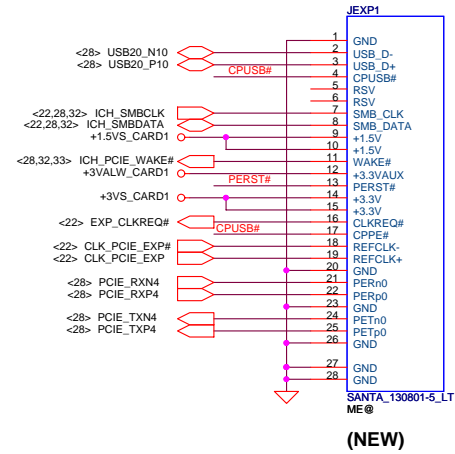 JEXP1
1 GND
<28> USB20_N10 2 USB_D-
<28> USB20_P10 3 USB_D+
CPUSB# 4 CPUSB#
5 RSV
6 RSV
<22,28,32> ICH_SMBCLK 7 SMB_CLK
<22,28,32> ICH_SMBDATA 8 SMB_DATA
+1.5VS_CARD1 9 +1.5V
10 +1.5V
<28,32,33> ICH_PCIE_WAKE# 11 WAKE#
+3VALW_CARD1 12 +3.3VAUX
PERST# 13 PERST#
+3VS_CARD1 14 +3.3V
15 +3.3V
<22> EXP_CLKREQ# 16 CLKREQ#
CPUSB# 17 CPPE#
<22> CLK_PCIE_EXP# 18 REFCLK-
<22> CLK_PCIE_EXP 19 REFCLK+
20 GND
<28> PCIE_RXN4 21 PERn0
<28> PCIE_RXP4 22 PERp0
23 GND
<28> PCIE_TXN4 24 PETn0
<28> PCIE_TXP4 25 PETp0
26 GND
27 GND
28 GND
SANTA_130801-5_LT
ME@
(NEW)